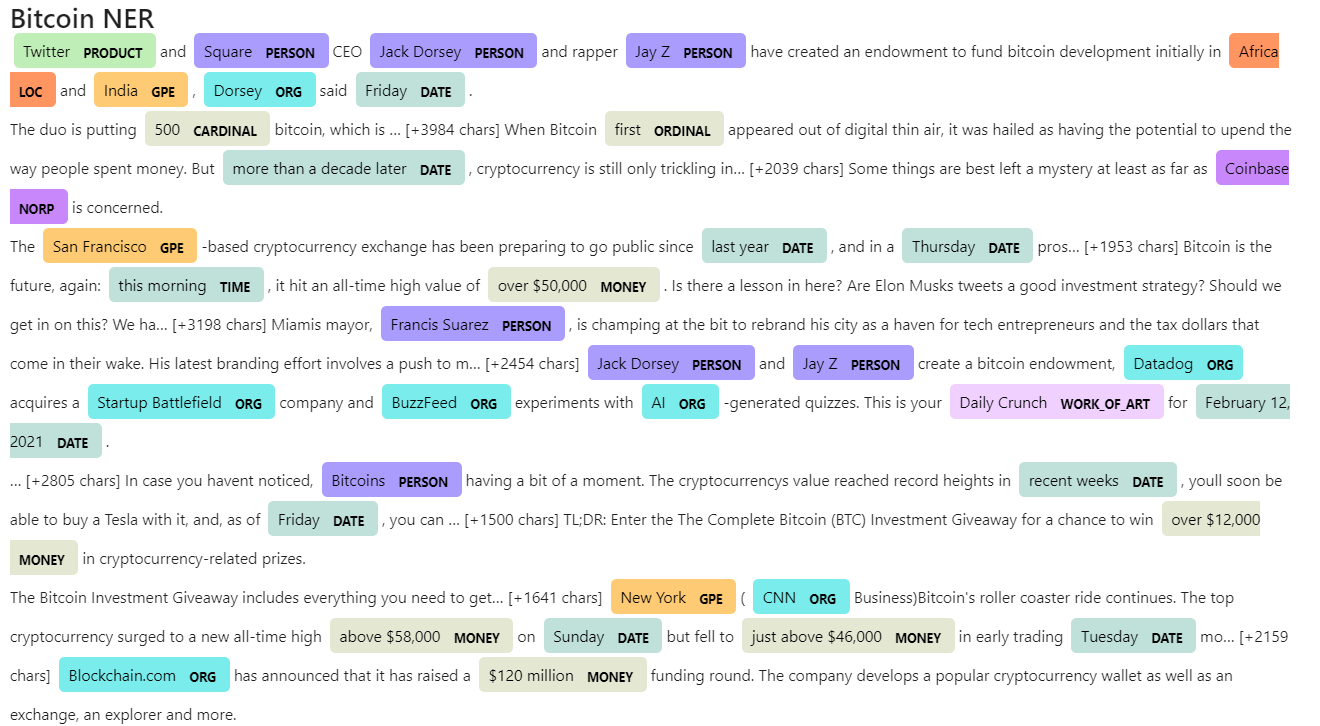 Bitcoin NER
Twitter PRODUCT and Square PERSON CEO Jack Dorsey PERSON and rapper Jay Z PERSON have created an endowment to fund bitcoin development initially in Africa
LOC and India GPE , Dorsey ORG said Friday DATE .
The duo is putting 500 CARDINAL bitcoin, which is … [+3984 chars] When Bitcoin first ORDINAL appeared out of digital thin air, it was hailed as having the potential to upend the
way people spent money. But more than a decade later DATE , cryptocurrency is still only trickling in… [+2039 chars] Some things are best left a mystery at least as far as Coinbase
NORP is concerned.
The San Francisco GPE -based cryptocurrency exchange has been preparing to go public since last year DATE , and in a Thursday DATE pros… [+1953 chars] Bitcoin is the
future, again: this morning TIME , it hit an all-time high value of over $50,000 MONEY . Is there a lesson in here? Are Elon Musks tweets a good investment strategy? Should we
get in on this? We ha… [+3198 chars] Miamis mayor, Francis Suarez PERSON , is champing at the bit to rebrand his city as a haven for tech entrepreneurs and the tax dollars that
come in their wake. His latest branding effort involves a push to m… [+2454 chars] Jack Dorsey PERSON and Jay Z PERSON create a bitcoin endowment, Datadog ORG
acquires a Startup Battlefield ORG company and BuzzFeed ORG experiments with AI ORG -generated quizzes. This is your Daily Crunch WORK_OF_ART for February 12,
2021 DATE .
… [+2805 chars] In case you havent noticed, Bitcoins PERSON having a bit of a moment. The cryptocurrencys value reached record heights in recent weeks DATE , youll soon be
able to buy a Tesla with it, and, as of Friday DATE , you can … [+1500 chars] TL;DR: Enter the The Complete Bitcoin (BTC) Investment Giveaway for a chance to win over $12,000
MONEY in cryptocurrency-related prizes.
The Bitcoin Investment Giveaway includes everything you need to get… [+1641 chars] New York GPE ( CNN ORG Business)Bitcoin's roller coaster ride continues. The top
cryptocurrency surged to a new all-time high above $58,000 MONEY on Sunday DATE but fell to just above $46,000 MONEY in early trading Tuesday DATE mo… [+2159
chars] Blockchain.com ORG has announced that it has raised a $120 million MONEY funding round. The company develops a popular cryptocurrency wallet as well as an
exchange, an explorer and more.